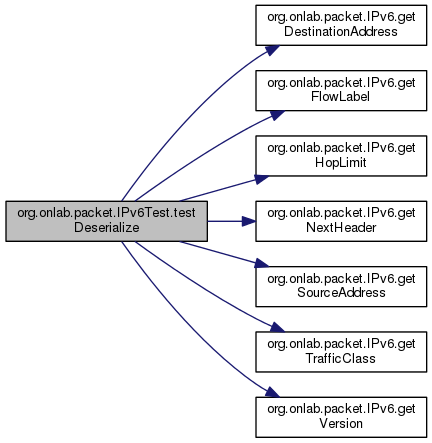 org.onlab.packet.IPv6.get
DestinationAddress
org.onlab.packet.IPv6.get
FlowLabel
org.onlab.packet.IPv6.get
HopLimit
org.onlab.packet.IPv6Test.test
Deserialize
org.onlab.packet.IPv6.get
NextHeader
org.onlab.packet.IPv6.get
SourceAddress
org.onlab.packet.IPv6.get
TrafficClass
org.onlab.packet.IPv6.get
Version